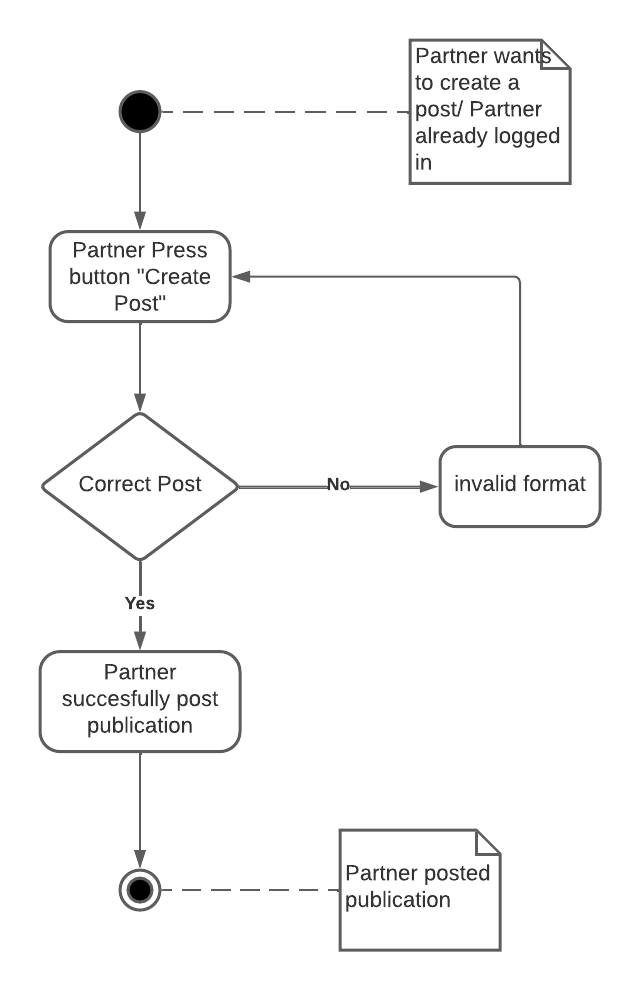 Partner wants
to create a
post/ Partner
already logged
in
Partner Press
button "Create
Post"
Correct Post
No
invalid format
Yes
Partner
succesfully post
publication
Partner posted
publication